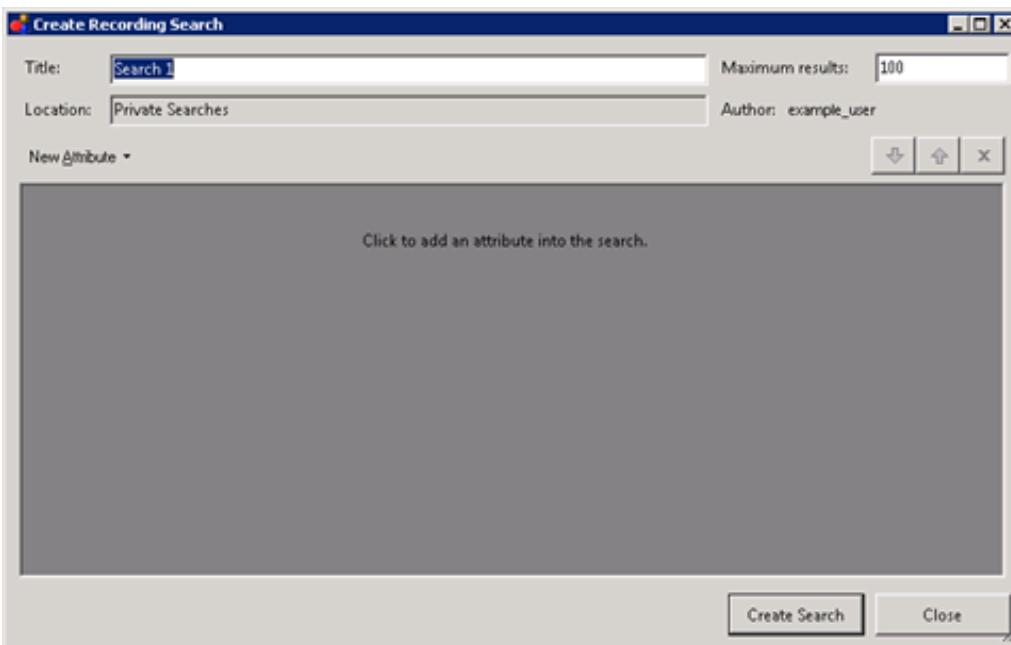 Create Recording Search
Title: Search 1 Maximum results: 100
Location: Private Searches Author: example_user
New Attribute
Click to add an attribute into the search.
Create Search Close